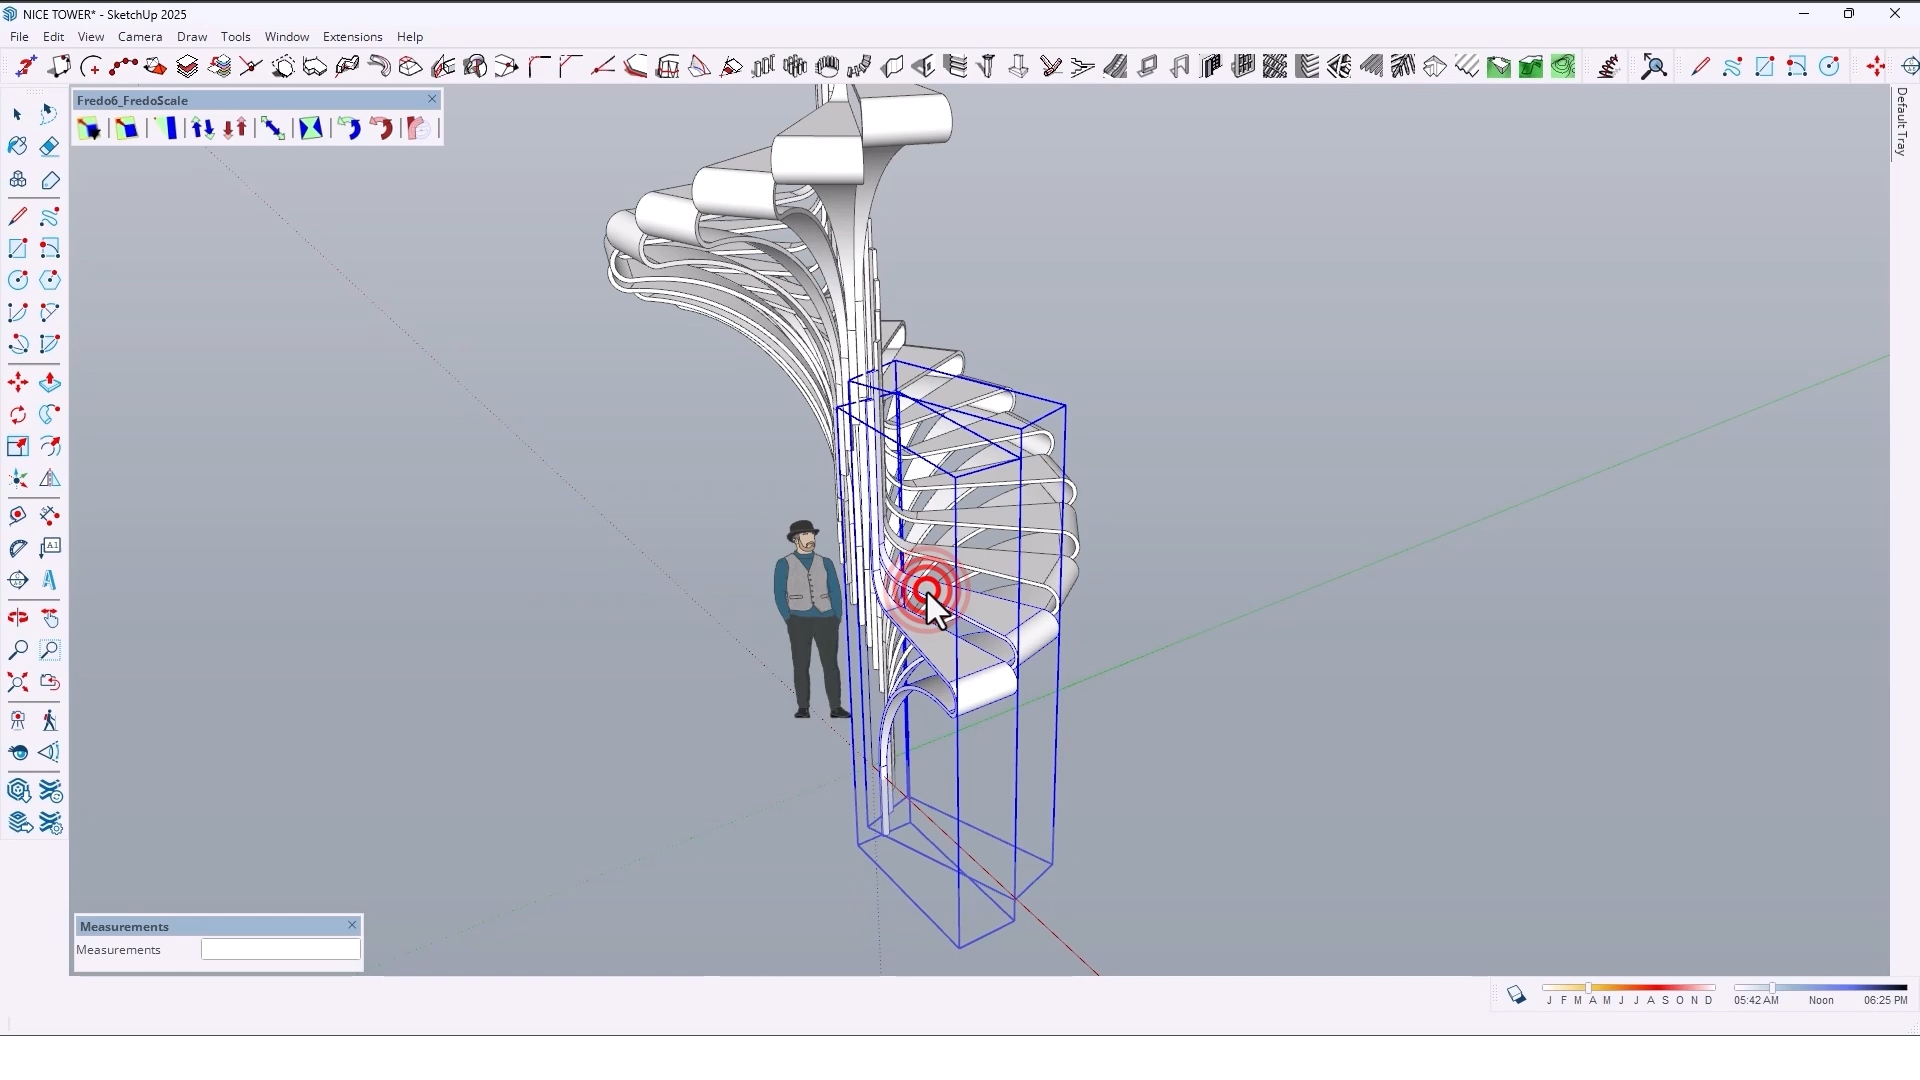 NICE TOWER* - SketchUp 2025
File Edit View Camera Draw Tools Window Extensions Help
Fredo6_FredoScale
Default Tray
A1
Measurements
Measurements
J F M A M J J A S O N D
05:42 AM Noon 06:25 PM